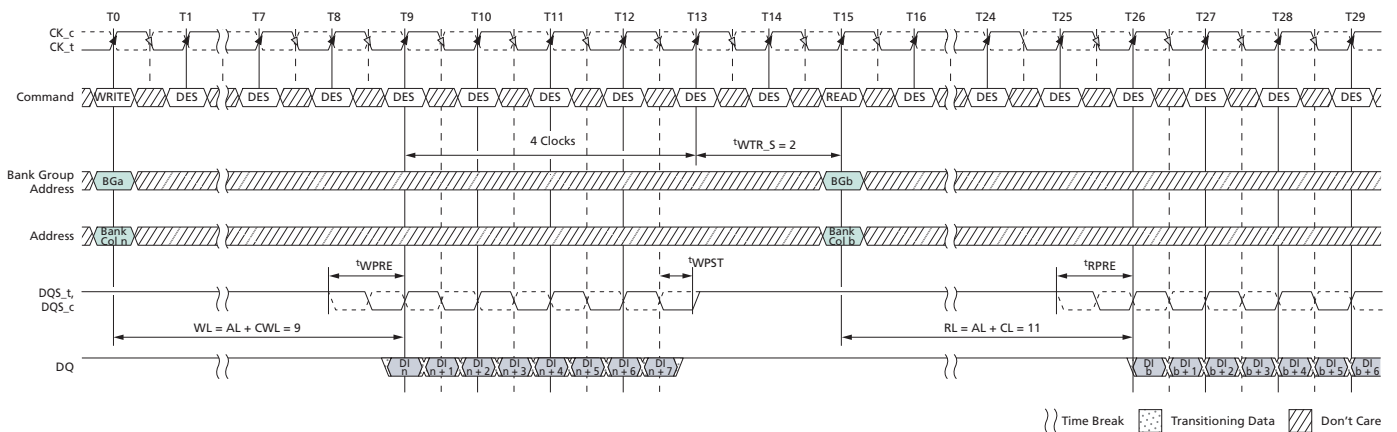 T0 T1 T7 T8 T9 T10 T11 T12 T13 T14 T15 T16 T24 T25 T26 T27 T28 T29
CK_c
CK_t
Command WRITE DES DES DES DES DES DES DES DES DES READ DES DES DES DES DES DES DES
4 Clocks tWTR_S = 2
Bank Group
Address BGa BGb
Address Bank
Col n Bank
Col b
tWPRE tWPST tRPRE
DQS_t,
DQS_c
WL = AL + CWL = 9 RL = AL + CL = 11
DQ DI
n DI
n + 1 DI
n + 2 DI
n + 3 DI
n + 4 DI
n + 5 DI
n + 6 DI
n + 7 DI
b DI
b + 1 DI
b + 2 DI
b + 3 DI
b + 4 DI
b + 5 DI
b + 6
Time Break Transitioning Data Don’t Care